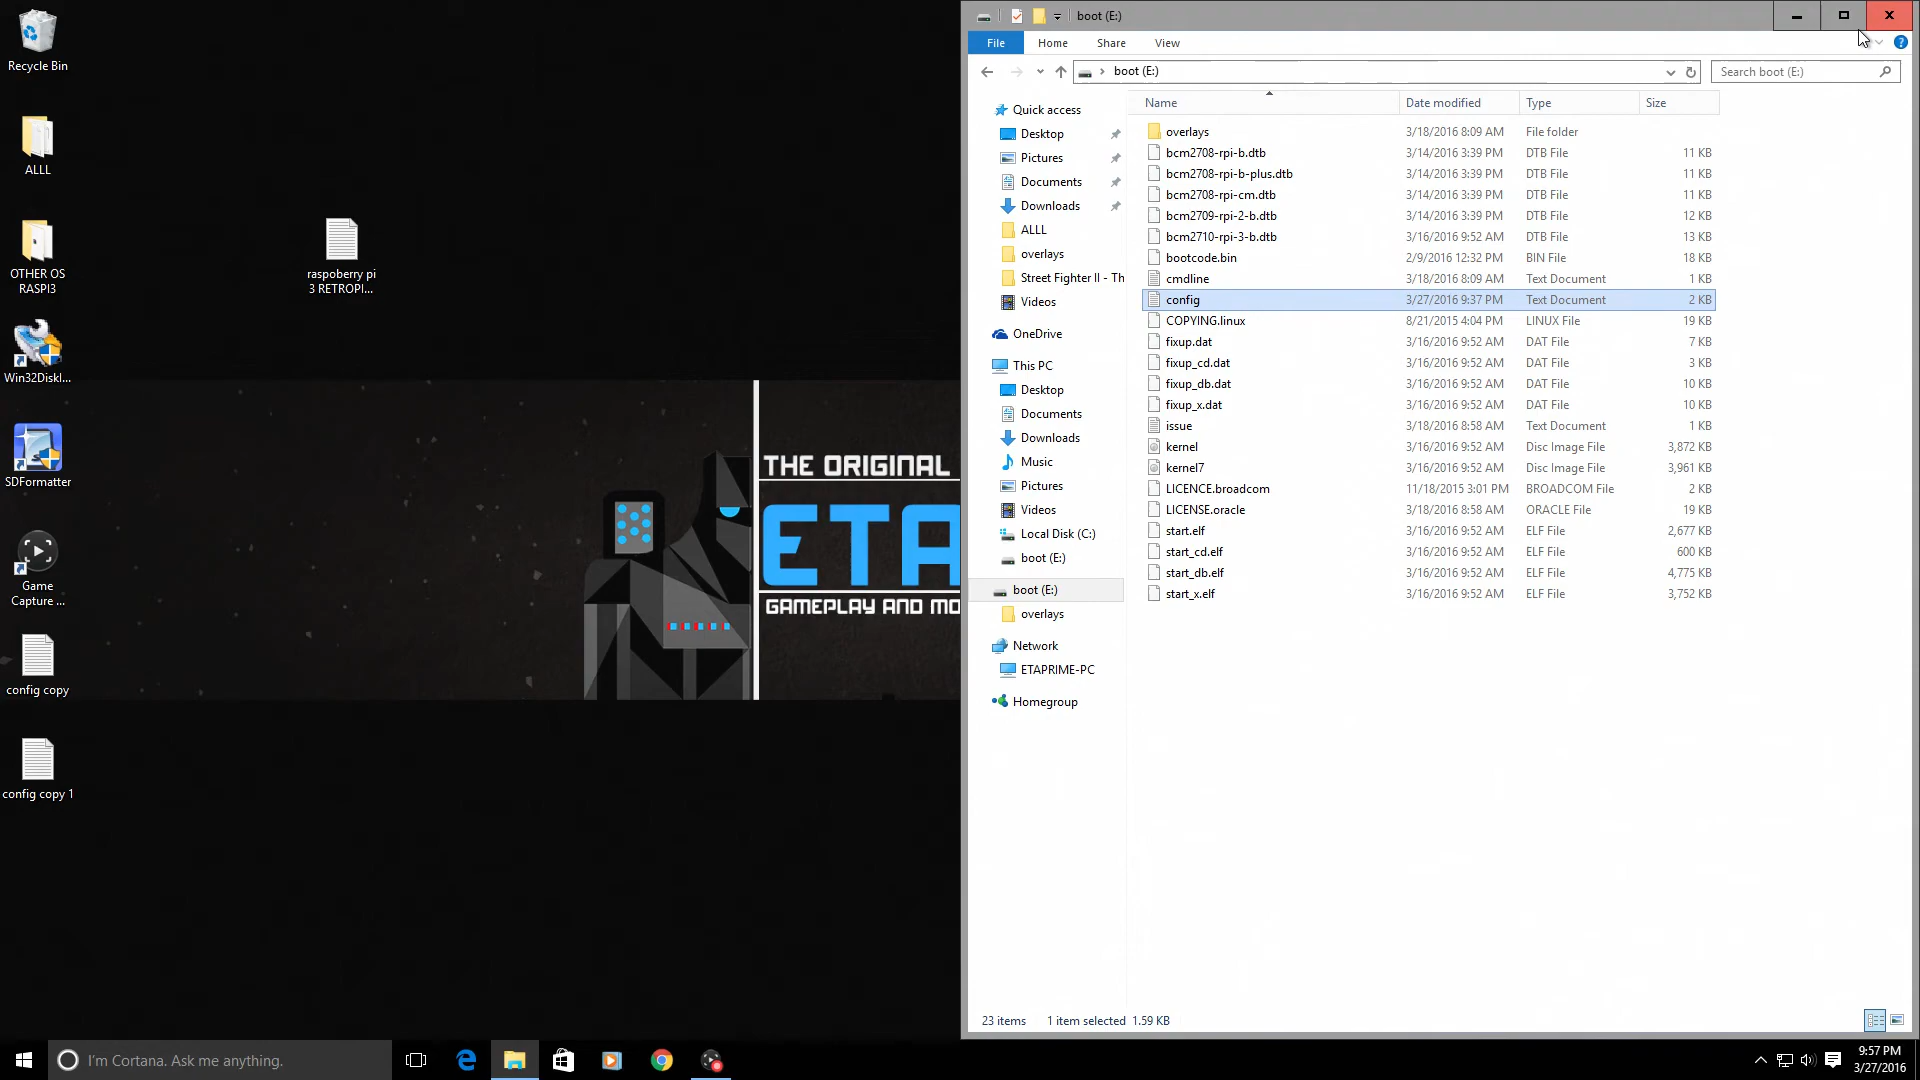 boot (E:)
File
Home
Share
View
boot (E:)
Search boot (E:)
Recycle Bin
ALLL
OTHER OS
RASPI3
Win32DiskI...
SDFormatter
Game
Capture ...
config copy
config copy 1
raspoberry pi
3 RETROPI...
THE ORIGINAL
ETA
GAMEPLAY AND MO
Quick access
Desktop
Pictures
Documents
Downloads
ALLL
overlays
Street Fighter II - Th
Videos
OneDrive
This PC
Desktop
Documents
Downloads
Music
Pictures
Videos
Local Disk (C:)
boot (E:)
boot (E:)
overlays
Network
ETAPRIME-PC
Homegroup
Name Date modified Type Size
overlays 3/18/2016 8:09 AM File folder
bcm2708-rpi-b.dtb 3/14/2016 3:39 PM DTB File 11 KB
bcm2708-rpi-b-plus.dtb 3/14/2016 3:39 PM DTB File 11 KB
bcm2708-rpi-cm.dtb 3/14/2016 3:39 PM DTB File 11 KB
bcm2709-rpi-2-b.dtb 3/14/2016 3:39 PM DTB File 12 KB
bcm2710-rpi-3-b.dtb 3/16/2016 9:52 AM DTB File 13 KB
bootcode.bin 2/9/2016 12:32 PM BIN File 18 KB
cmdline 3/18/2016 8:09 AM Text Document 1 KB
config 3/27/2016 9:37 PM Text Document 2 KB
COPYING.linux 8/21/2015 4:04 PM LINUX File 19 KB
fixup.dat 3/16/2016 9:52 AM DAT File 7 KB
fixup_cd.dat 3/16/2016 9:52 AM DAT File 3 KB
fixup_db.dat 3/16/2016 9:52 AM DAT File 10 KB
fixup_x.dat 3/16/2016 9:52 AM DAT File 10 KB
issue 3/18/2016 8:58 AM Text Document 1 KB
kernel 3/16/2016 9:52 AM Disc Image File 3,872 KB
kernel7 3/16/2016 9:52 AM Disc Image File 3,961 KB
LICENCE.broadcom 11/18/2015 3:01 PM BROADCOM File 2 KB
LICENSE.oracle 3/18/2016 8:58 AM ORACLE File 19 KB
start.elf 3/16/2016 9:52 AM ELF File 2,677 KB
start_cd.elf 3/16/2016 9:52 AM ELF File 600 KB
start_db.elf 3/16/2016 9:52 AM ELF File 4,775 KB
start_x.elf 3/16/2016 9:52 AM ELF File 3,752 KB
23 items 1 item selected 1.59 KB
I'm Cortana. Ask me anything.
9:57 PM
3/27/2016